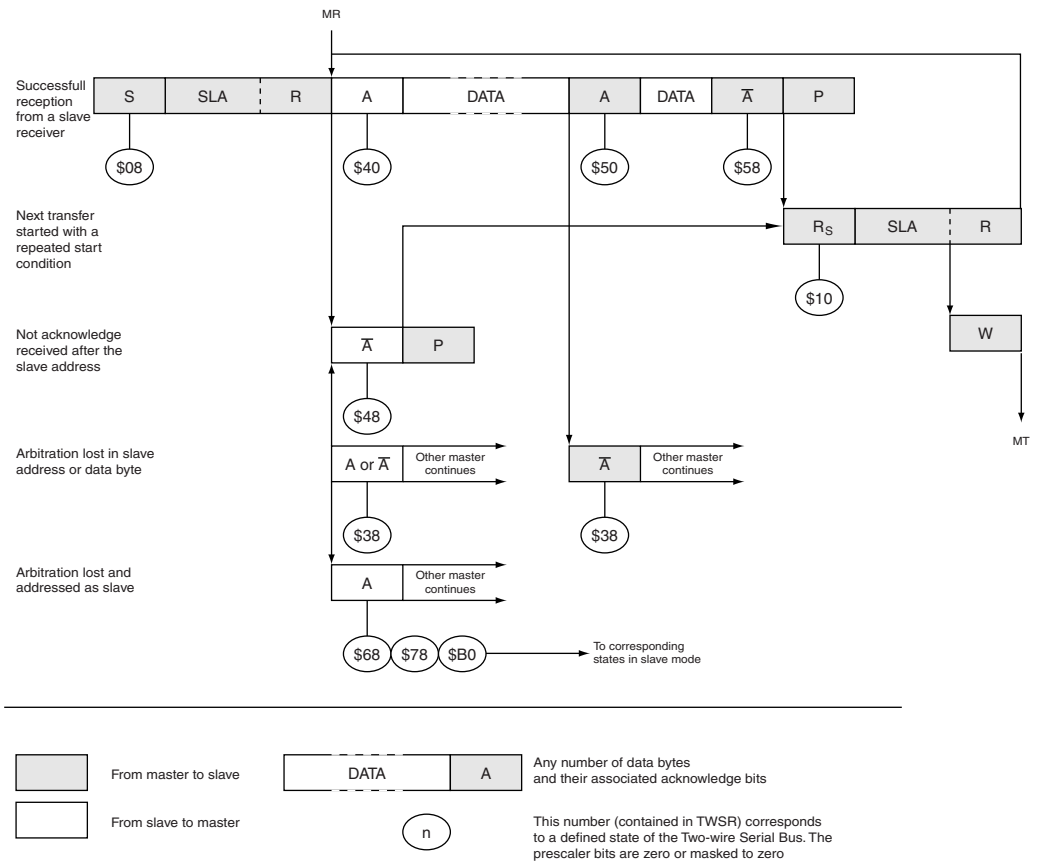 MR
Successfull
reception
from a slave
receiver
S SLA R A DATA A DATA A̅ P
$08 $40 $50 $58
Next transfer
started with a
repeated start
condition
RS SLA R
$10
Not acknowledge
received after the
slave address
A̅ P
W
$48
MT
Arbitration lost in slave
address or data byte
A or A̅
Other master
continues
A̅
Other master
continues
$38 $38
Arbitration lost and
addressed as slave
A
Other master
continues
$68 $78 $B0
To corresponding
states in slave mode
From master to slave
DATA A
Any number of data bytes
and their associated acknowledge bits
From slave to master
n
This number (contained in TWSR) corresponds
to a defined state of the Two-wire Serial Bus. The
prescaler bits are zero or masked to zero